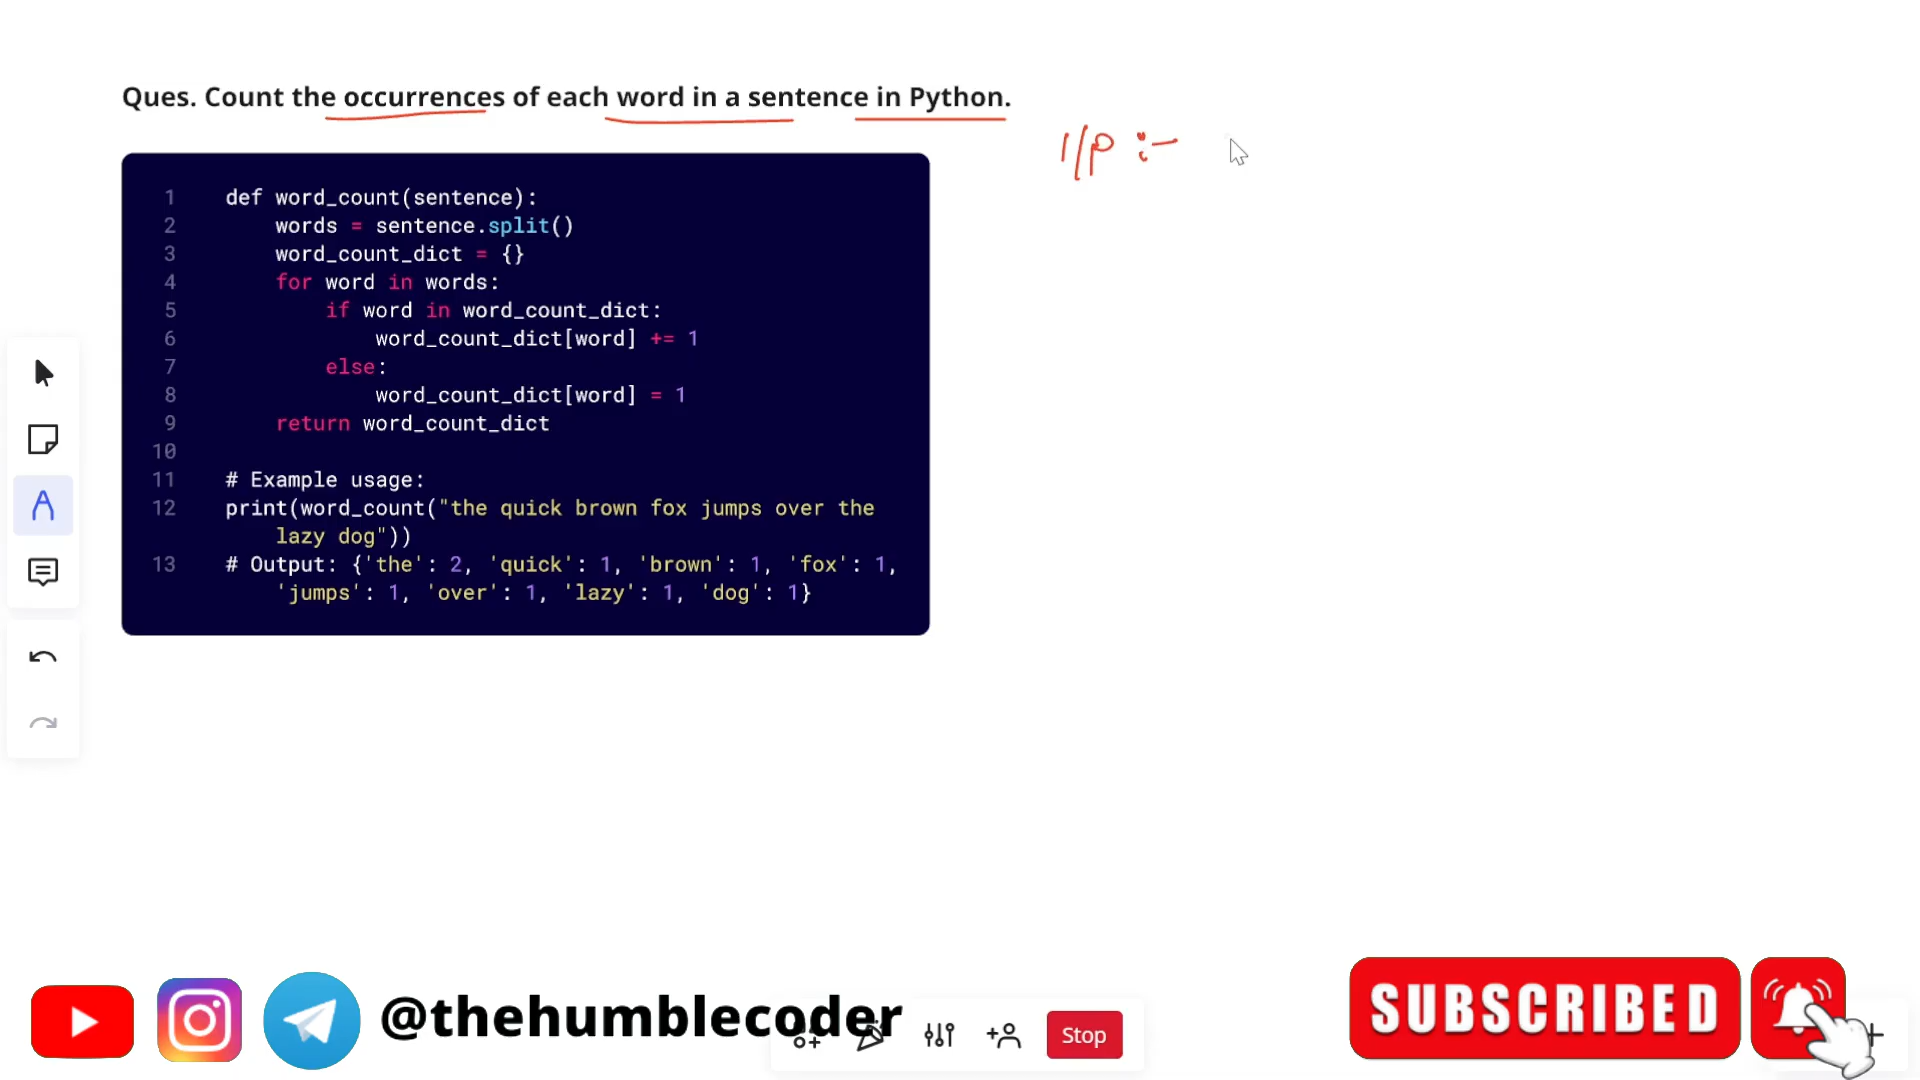 Ques. Count the occurrences of each word in a sentence in Python.
I/P :-
1 def word_count(sentence):
2 words = sentence.split()
3 word_count_dict = {}
4 for word in words:
5 if word in word_count_dict:
6 word_count_dict[word] += 1
7 else:
8 word_count_dict[word] = 1
9 return word_count_dict
10
11 # Example usage:
12 print(word_count("the quick brown fox jumps over the
lazy dog"))
13 # Output: {'the': 2, 'quick': 1, 'brown': 1, 'fox': 1,
'jumps': 1, 'over': 1, 'lazy': 1, 'dog': 1}
@thehumblecoder
Stop
SUBSCRIBED